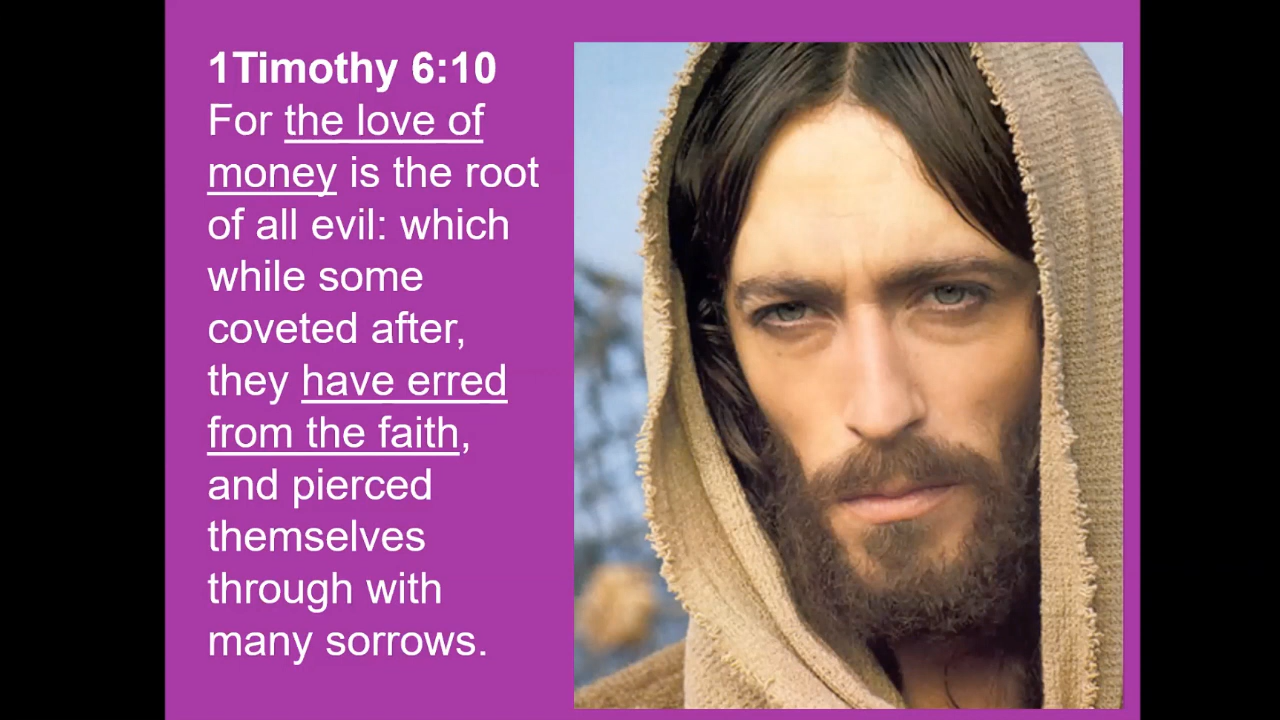 1Timothy 6:10
For the love of
money is the root
of all evil: which
while some
coveted after,
they have erred
from the faith,
and pierced
themselves
through with
many sorrows.